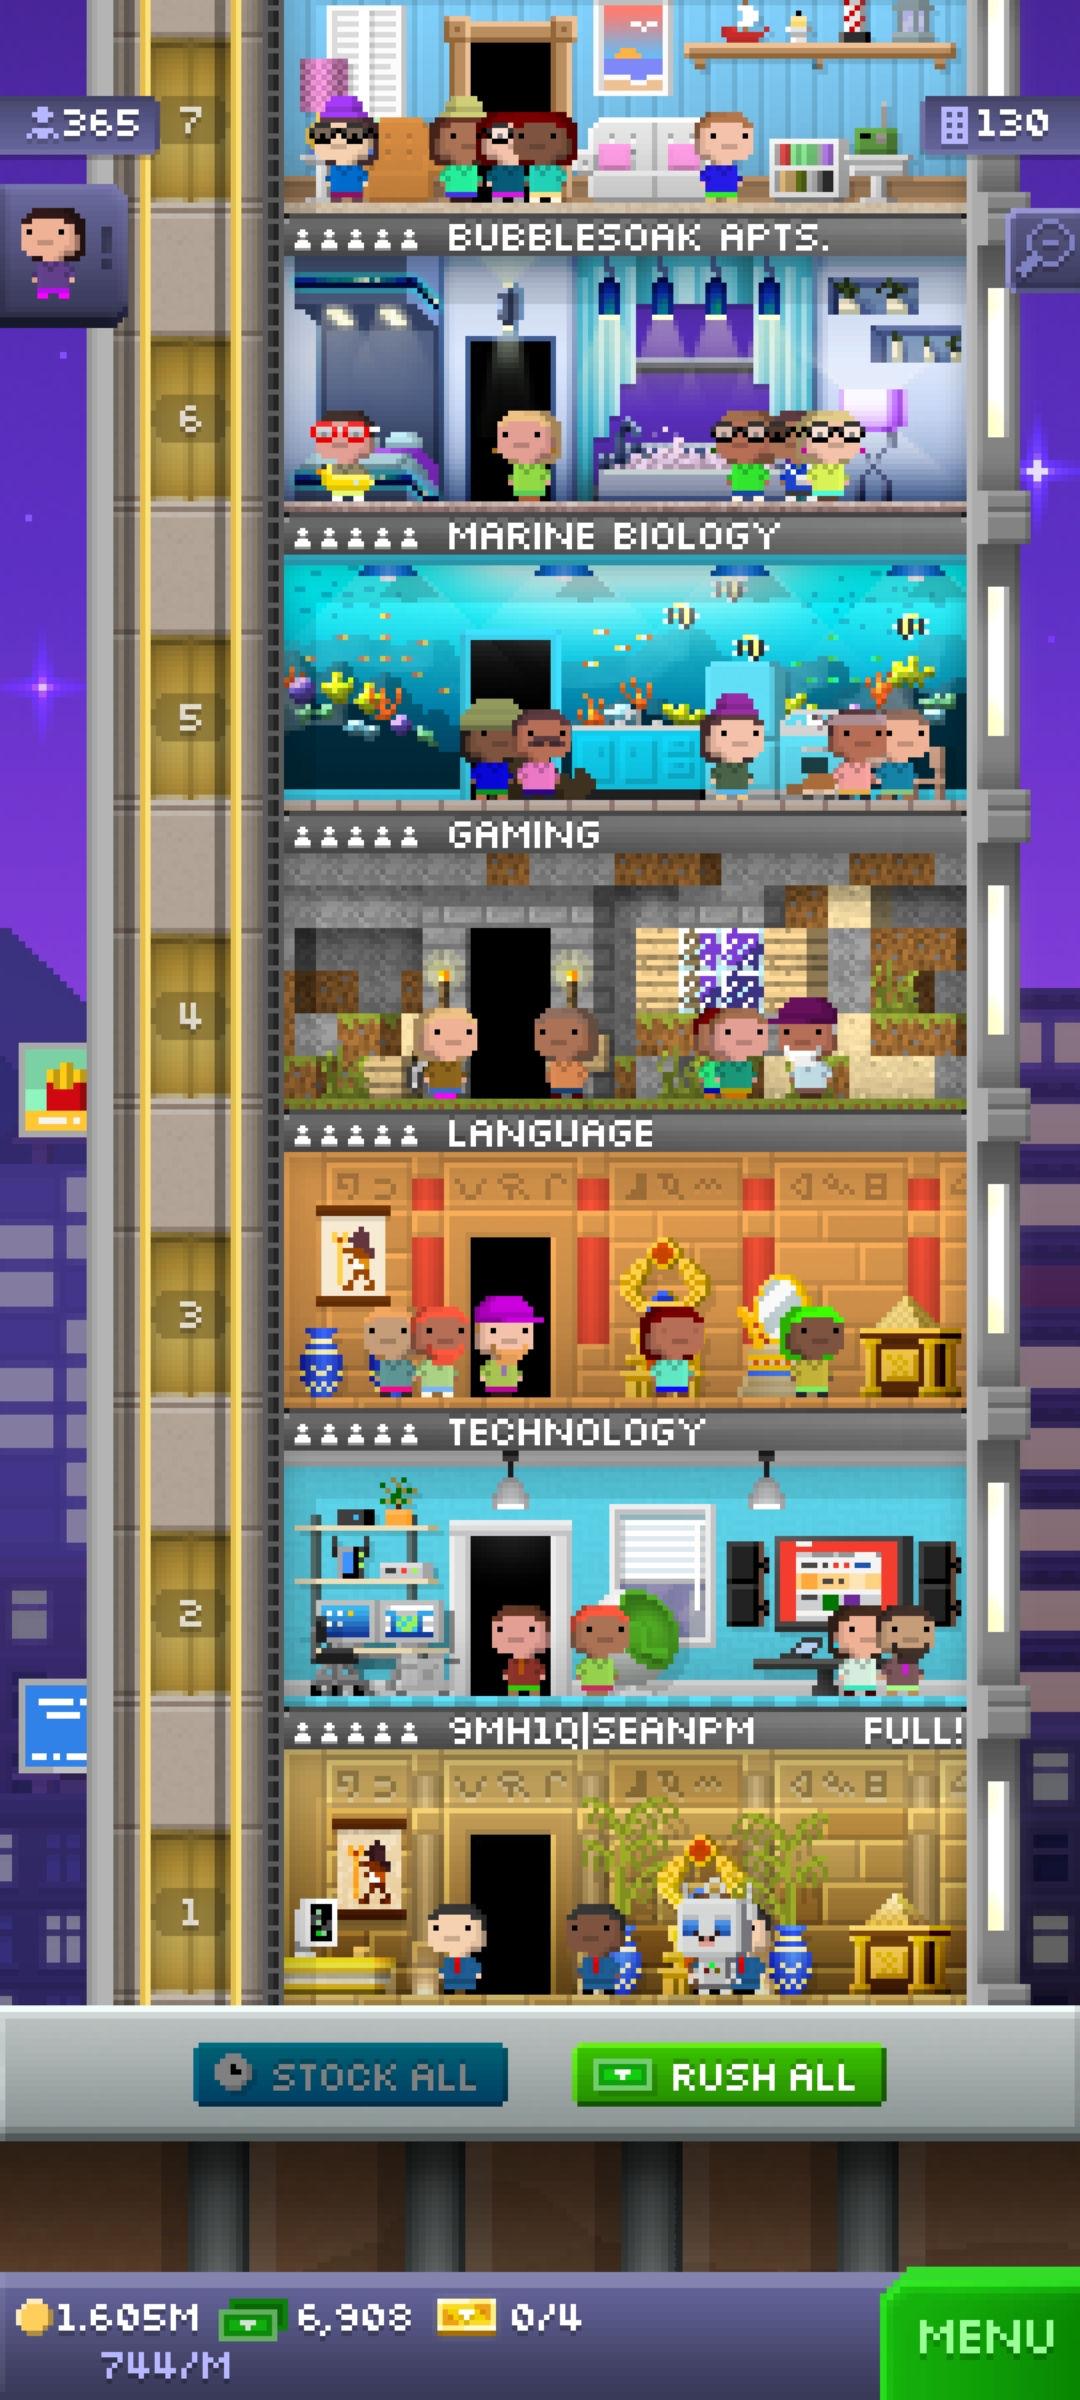 7
365
130
!
BUBBLESOAK APTS.
6
MARINE BIOLOGY
5
GAMING
4
LANGUAGE
3
TECHNOLOGY
2
9MH1Q|SEANPM FULL!
1
STOCK ALL
RUSH ALL
1.605M 6,908 0/4
744/M
MENU